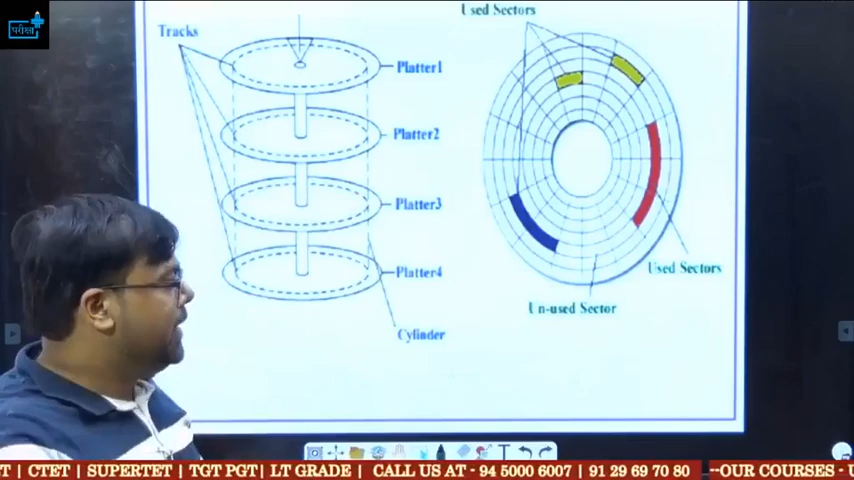 परीक्षा
Used Sectors
Tracks
Platter1
Platter2
Platter3
Platter4
Used Sectors
Un-used Sector
Cylinder
T | CTET | SUPERTET | TGT PGT | LT GRADE | CALL US AT - 94 5000 6007 | 91 29 69 70 80 --OUR COURSES - U